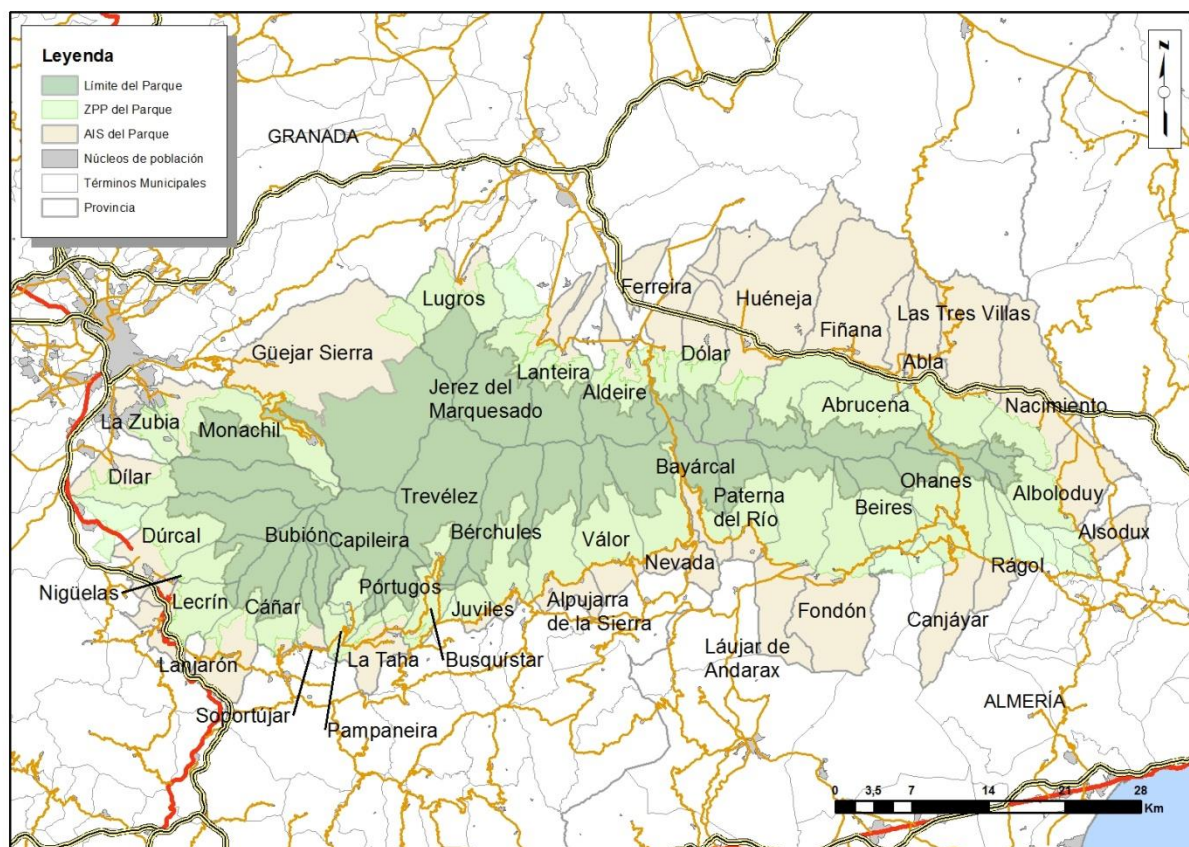 Leyenda
Límite del Parque
ZPP del Parque
AIS del Parque
Núcleos de población
Términos Municipales
Provincia
N
GRANADA
Ferreira
Lugros
Huéneja
Las Tres Villas
Fiñana
Güejar Sierra
Dólar
Abla
Lanteira
Jerez del
Marquesado
Aldeire
Abrucena
Nacimiento
La Zubia
Monachil
Dílar
Bayárcal
Ohanes
Trevélez
Paterna
del Río
Beires
Alboloduy
Dúrcal
Bubión
Capileira
Bérchules
Válor
Alsodux
Nevada
Rágol
Nigüelas
Pórtugos
Lecrín
Cáñar
Juviles
Alpujarra
de la Sierra
Fondón
Canjáyar
Láujar de
Andarax
Lanjarón
La Taha
Busquístar
Soportújar
Pampaneira
ALMERÍA
0 3,5 7 14 21 28
Km